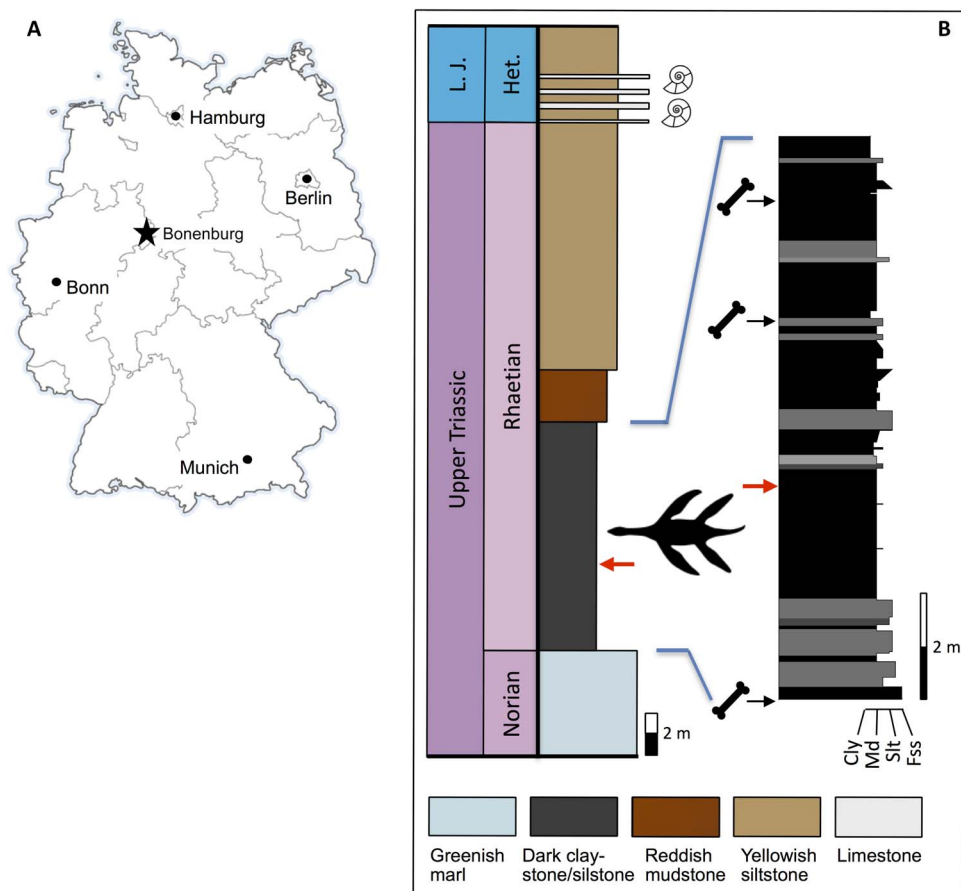 A
Hamburg
Berlin
Bonenburg
Bonn
Munich
B
L. J.
Het.
Upper Triassic
Rhaetian
Norian
2 m
2 m
Cly
Md
Slt
Fss
Greenish
marl
Dark clay-
stone/silstone
Reddish
mudstone
Yellowish
siltstone
Limestone